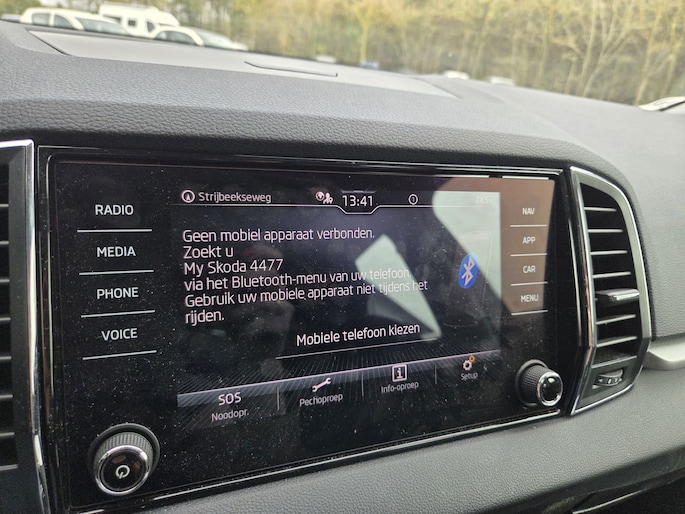 RADIO
MEDIA
PHONE
VOICE
Strijbeekseweg
13:41
Geen mobiel apparaat verbonden.
Zoekt u
My Skoda 4477
via het Bluetooth-menu van uw telefoon.
Gebruik uw mobiele apparaat niet tijdens het
rijden.
Mobiele telefoon kiezen
SOS
Noodopr.
Pechoproep
Info-oproep
Setup
NAV
APP
CAR
MENU